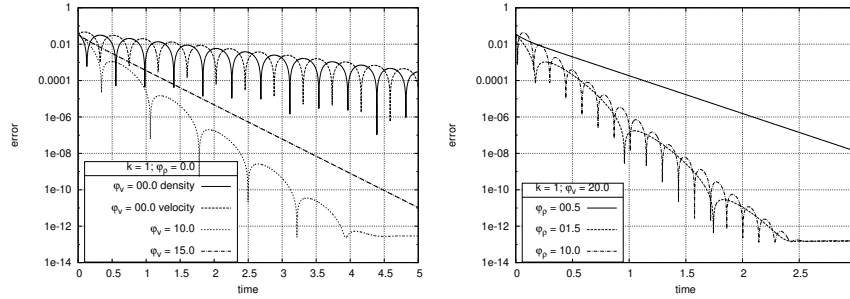 1
0.01
0.0001
1e-06
1e-08
1e-10
1e-12
1e-14
error
0 0.5 1 1.5 2 2.5 3 3.5 4 4.5 5
time
k = 1; φρ = 0.0
φv = 00.0 density
φv = 00.0 velocity
φv = 10.0
φv = 15.0
1
0.01
0.0001
1e-06
1e-08
1e-10
1e-12
1e-14
error
0 0.5 1 1.5 2 2.5
time
k = 1; φv = 20.0
φρ = 00.5
φρ = 01.5
φρ = 10.0